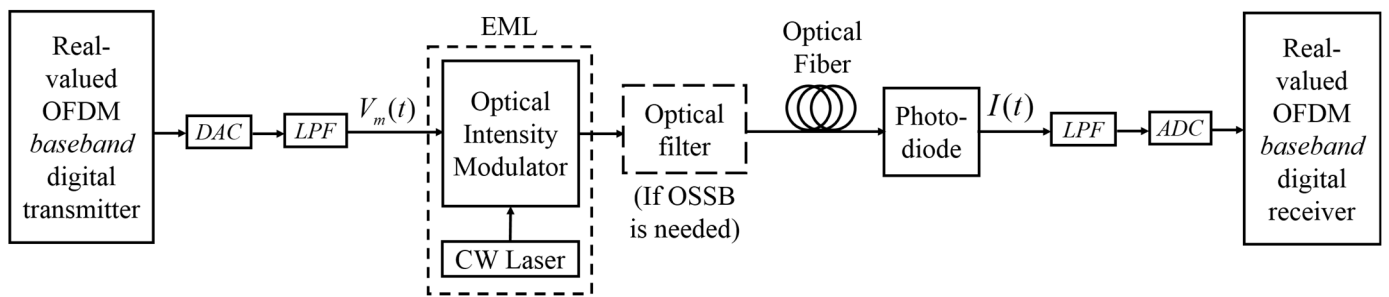 Real-
valued
OFDM
baseband
digital
transmitter
DAC
LPF
Vm(t)
EML
Optical
Intensity
Modulator
CW Laser
Optical
filter
(If OSSB
is needed)
Optical
Fiber
Photo-
diode
I(t)
LPF
ADC
Real-
valued
OFDM
baseband
digital
receiver